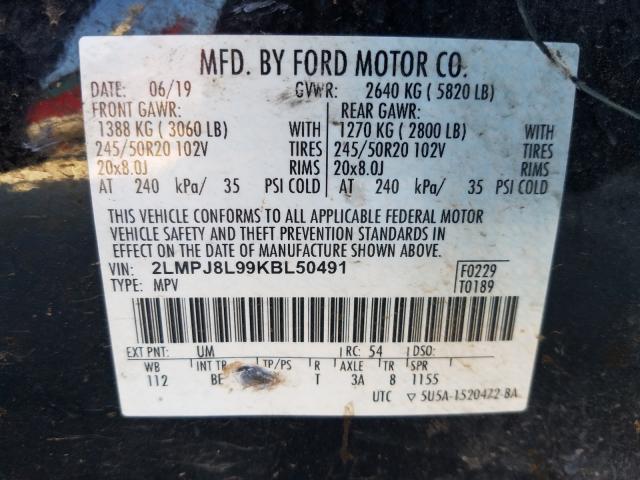 MFD. BY FORD MOTOR CO.
DATE: 06/19 GVWR: 2640 KG ( 5820 LB)
FRONT GAWR: REAR GAWR:
1388 KG ( 3060 LB) WITH 1270 KG ( 2800 LB) WITH
245/50R20 102V TIRES 245/50R20 102V TIRES
20x8.0J RIMS 20x8.0J RIMS
AT 240 kPa/ 35 PSI COLD AT 240 kPa/ 35 PSI COLD
THIS VEHICLE CONFORMS TO ALL APPLICABLE FEDERAL MOTOR
VEHICLE SAFETY AND THEFT PREVENTION STANDARDS IN
EFFECT ON THE DATE OF MANUFACTURE SHOWN ABOVE.
VIN: 2LMPJ8L99KBL50491 F0229
TYPE: MPV T0189
EXT PNT: UM RC: 54 DSO:
WB INT TR TP/PS R AXLE TR SPR
112 BE T 3A 8 1155
UTC ▽ 5U5A-1520472-BA